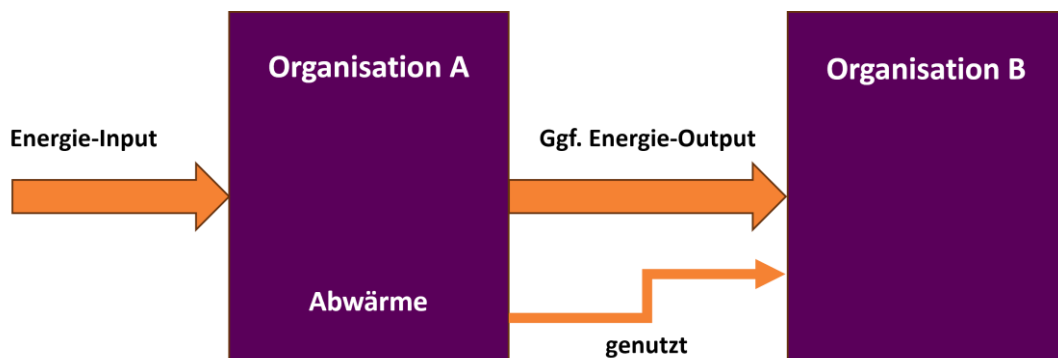 Organisation A
Organisation B
Energie-Input
Ggf. Energie-Output
Abwärme
genutzt